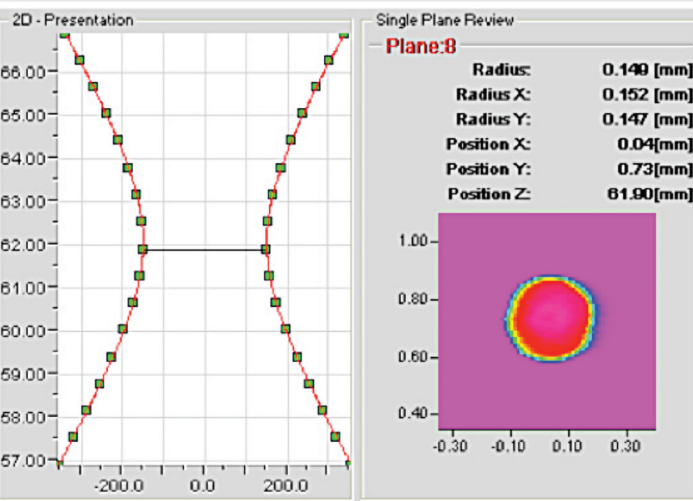 2D - Presentation
66.00
65.00
64.00
63.00
62.00
61.00
60.00
59.00
58.00
57.00
-200.0 0.0 200.0
Single Plane Review
Plane:8
Radius: 0.149 [mm]
Radius X: 0.152 [mm]
Radius Y: 0.147 [mm]
Position X: 0.04[mm]
Position Y: 0.73[mm]
Position Z: 61.90[mm]
1.00
0.80
0.60
0.40
-0.30 -0.10 0.10 0.30